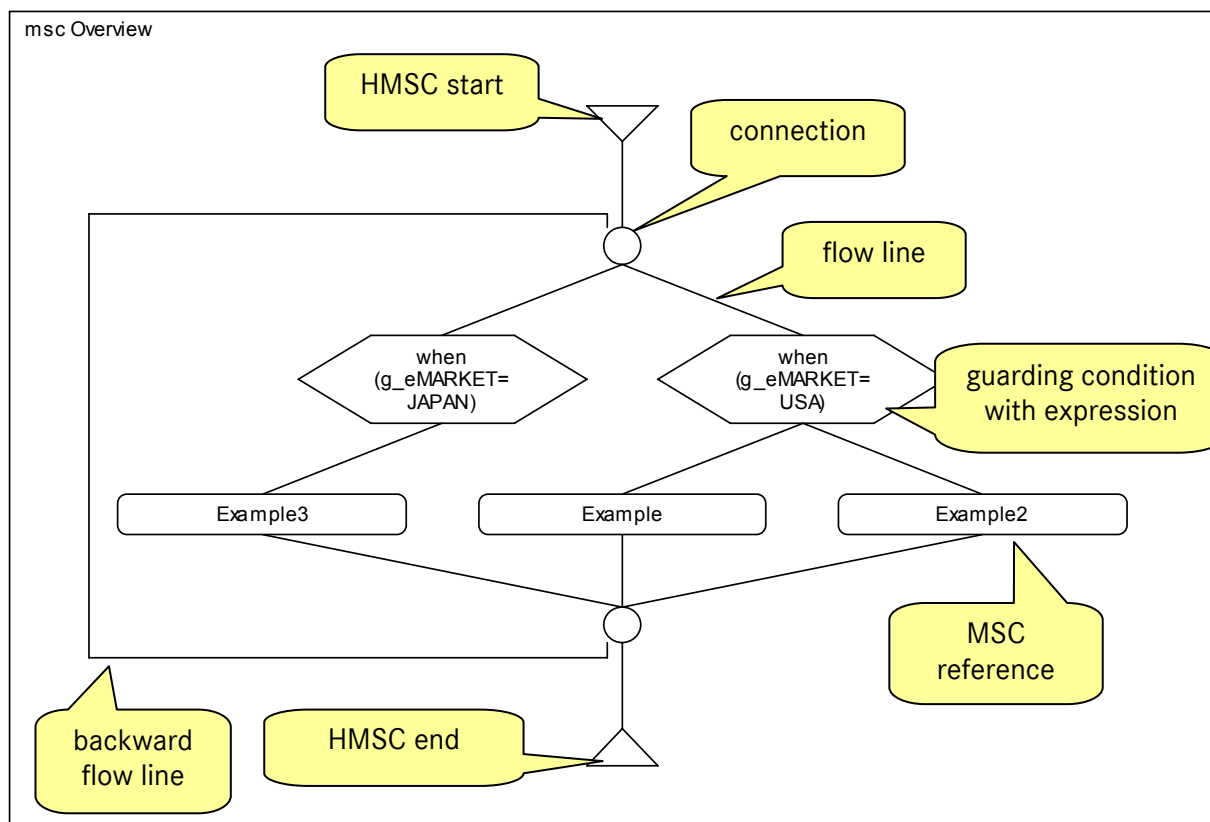 msc Overview
HMSC start
connection
flow line
when
(g_eMARKET=
JAPAN)
when
(g_eMARKET=
USA)
guarding condition
with expression
Example3
Example
Example2
MSC
reference
backward
flow line
HMSC end